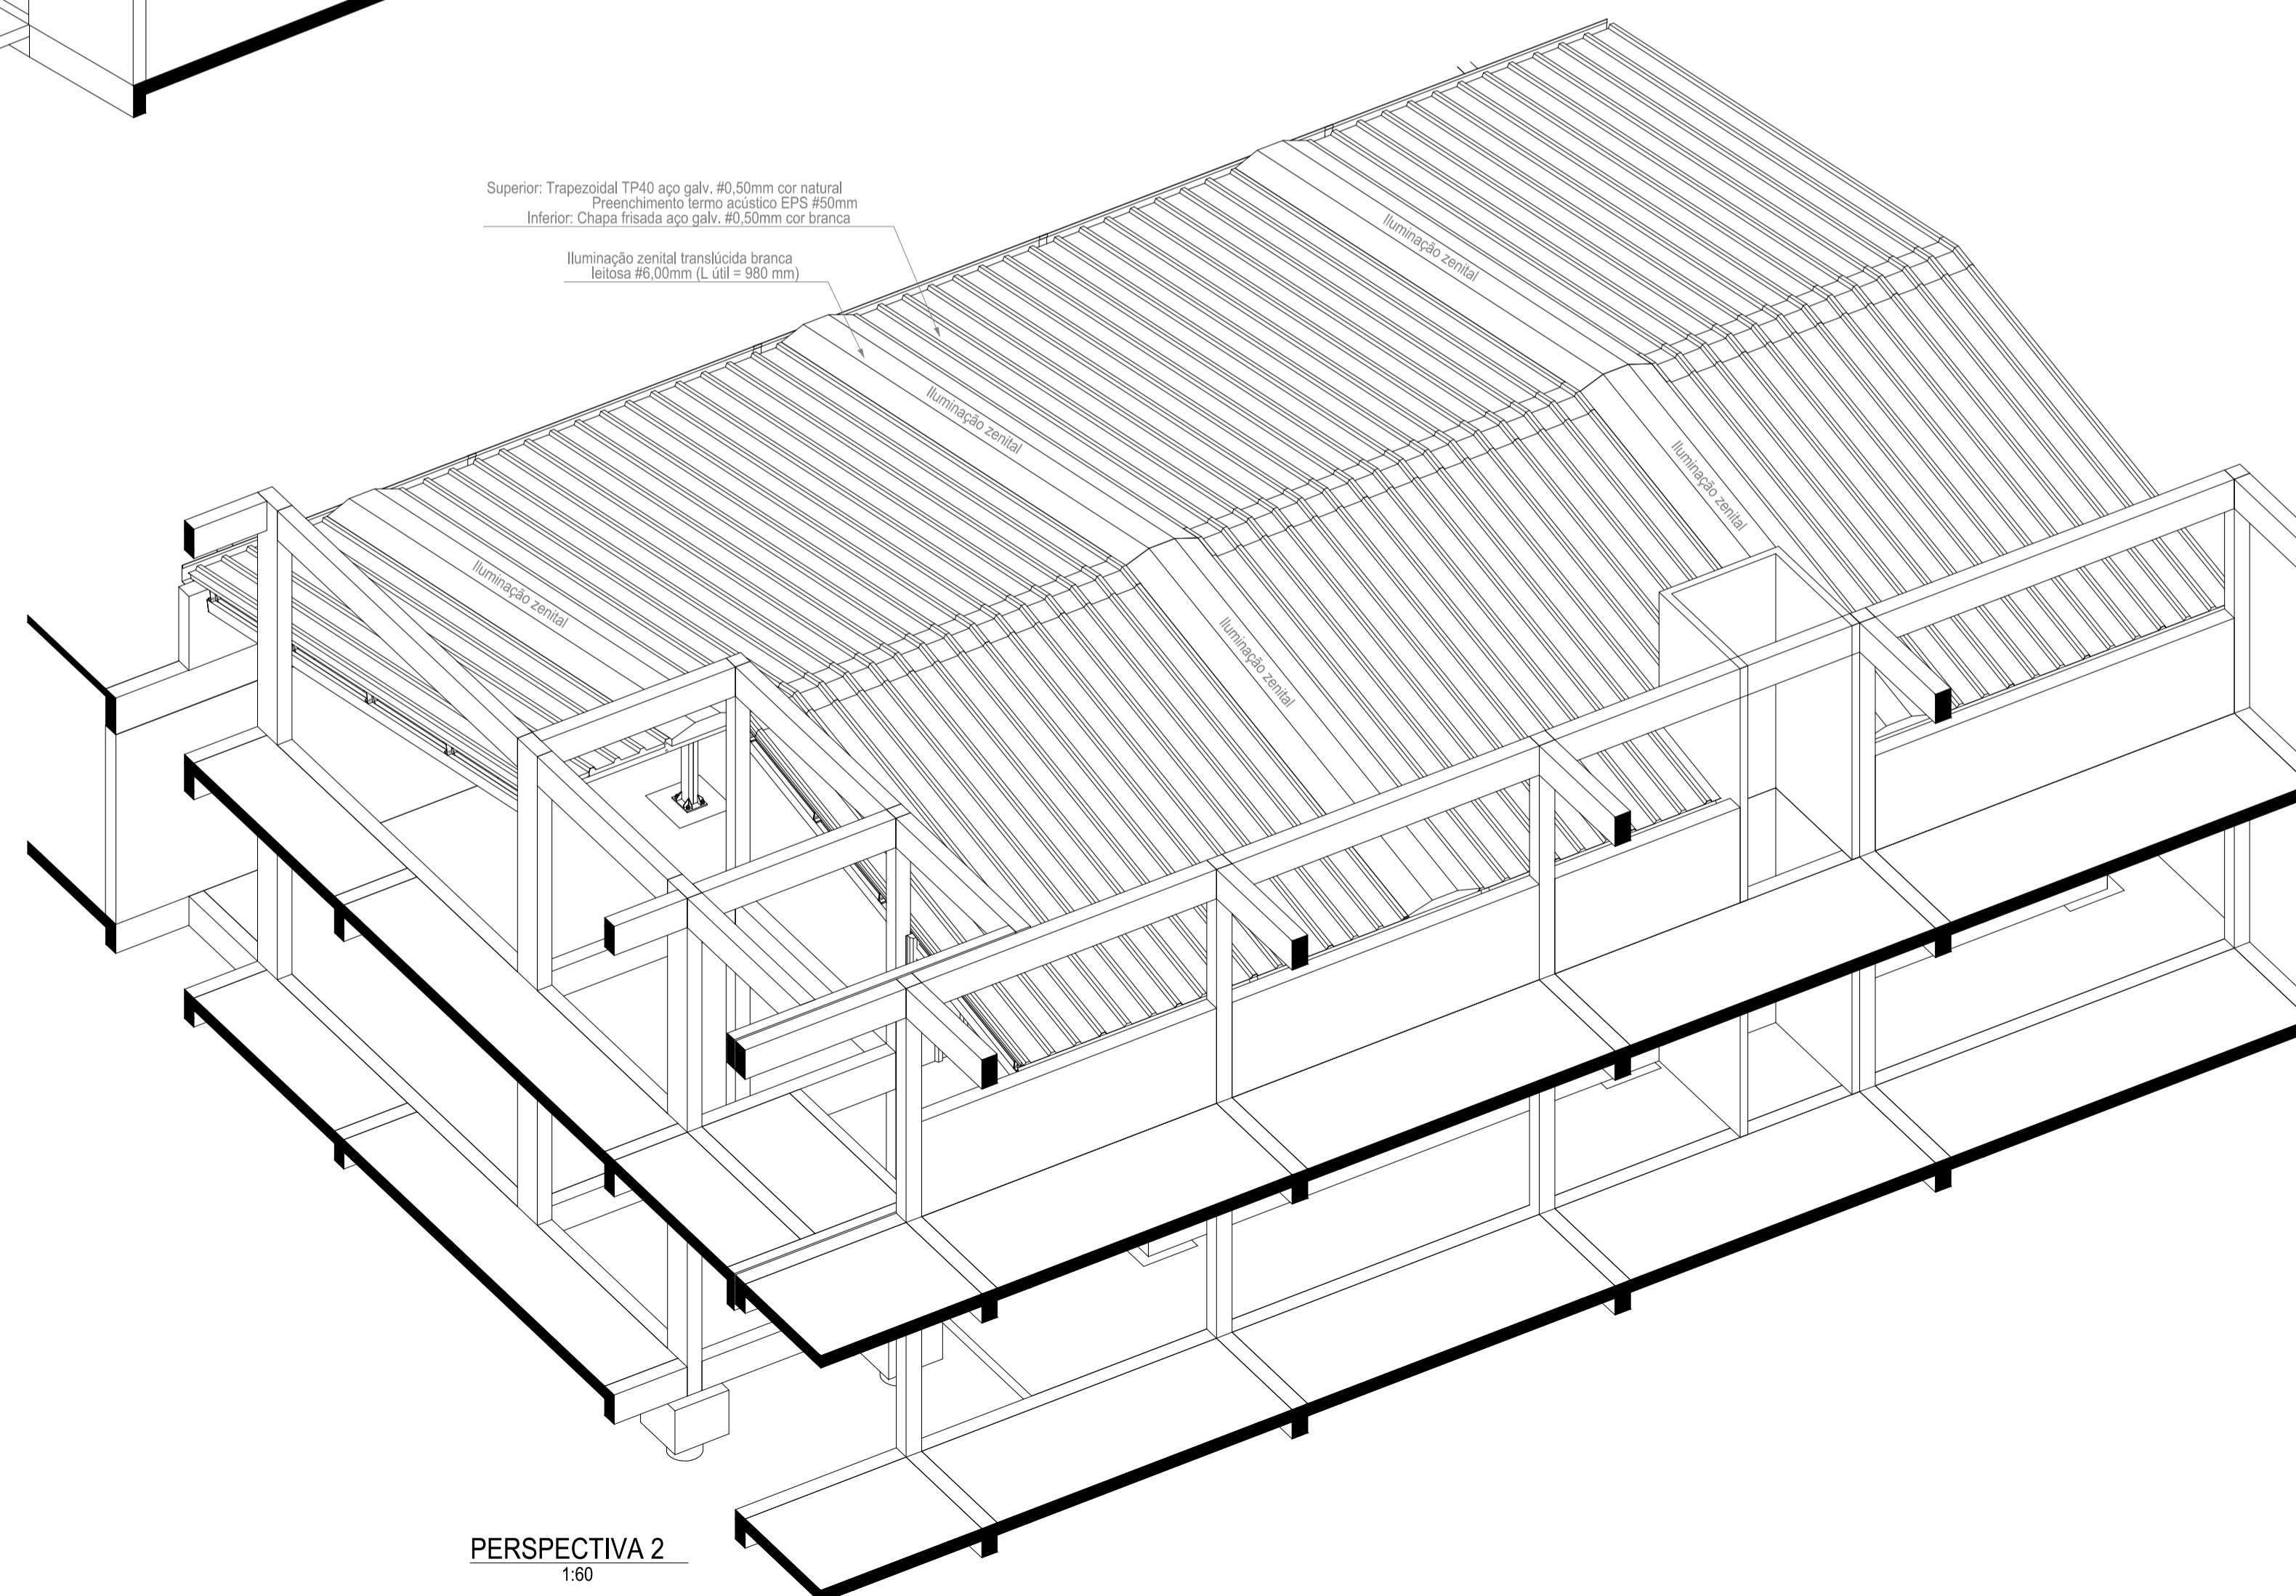 Superior: Trapezoidal TP40 aço galv. #0,50mm cor natural
Preenchimento termo acústico EPS #50mm
Inferior: Chapa frisada aço galv. #0,50mm cor branca
Iluminação zenital translúcida branca
leitosa #6,00mm (L útil = 980 mm)
Iluminação zenital
Iluminação zenital
Iluminação zenital
Iluminação zenital
Iluminação zenital
PERSPECTIVA 2
1:60